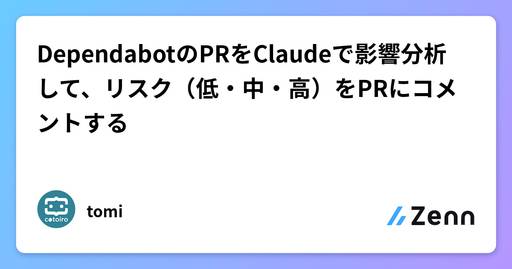 DependabotのPRをClaudeで影響分析
して、リスク（低・中・高）をPRにコメ
ントする
cotoiro
tomi
Zenn